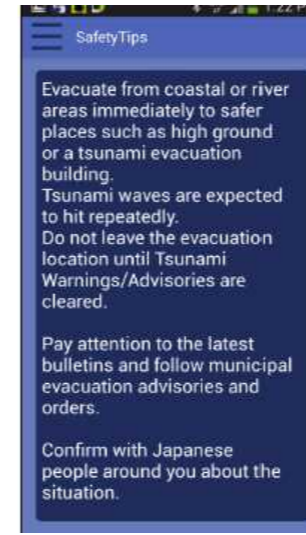 1:22 P
SafetyTips
Evacuate from coastal or river
areas immediately to safer
places such as high ground
or a tsunami evacuation
building.
Tsunami waves are expected
to hit repeatedly.
Do not leave the evacuation
location until Tsunami
Warnings/Advisories are
cleared.
Pay attention to the latest
bulletins and follow municipal
evacuation advisories and
orders.
Confirm with Japanese
people around you about the
situation.